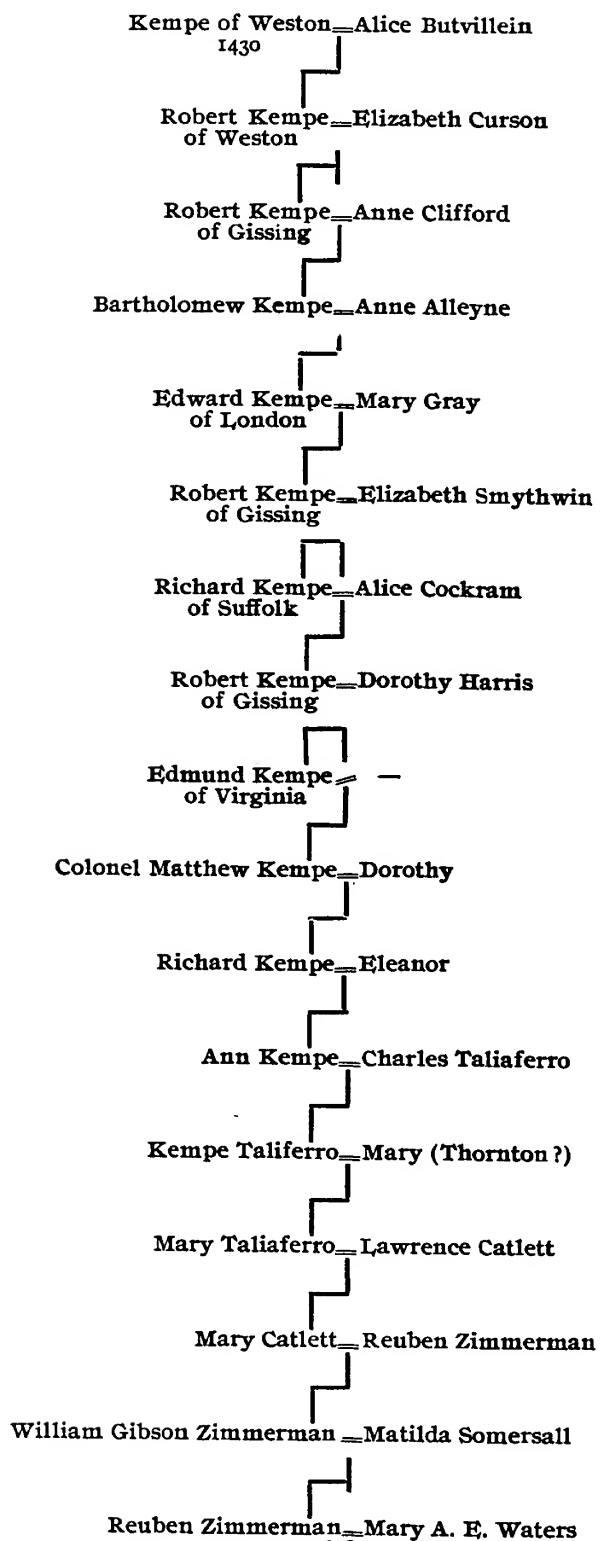 Kempe of Weston=Alice Butvillein
1430
Robert Kempe=Elizabeth Curson
of Weston
Robert Kempe=Anne Clifford
of Gissing
Bartholomew Kempe=Anne Alleyne
Edward Kempe=Mary Gray
of London
Robert Kempe=Elizabeth Smythwin
of Gissing
Richard Kempe=Alice Cockram
of Suffolk
Robert Kempe=Dorothy Harris
of Gissing
Edmund Kempe= —
of Virginia
Colonel Matthew Kempe=Dorothy
Richard Kempe=Eleanor
Ann Kempe=Charles Taliaferro
Kempe Taliferro=Mary (Thornton?)
Mary Taliaferro=Lawrence Catlett
Mary Catlett=Reuben Zimmerman
William Gibson Zimmerman=Matilda Somersall
Reuben Zimmerman=Mary A. E. Waters